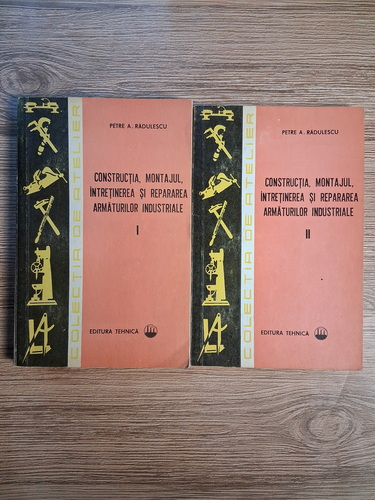 COLECȚIA DE ATELIER
PETRE A. RĂDULESCU
CONSTRUCȚIA, MONTAJUL,
ÎNTREȚINEREA ȘI REPARAREA
ARMĂTURILOR INDUSTRIALE
I
EDITURA TEHNICĂ
COLECȚIA DE ATELIER
PETRE A. RĂDULESCU
CONSTRUCȚIA, MONTAJUL,
ÎNTREȚINEREA ȘI REPARAREA
ARMĂTURILOR INDUSTRIALE
II
EDITURA TEHNICĂ